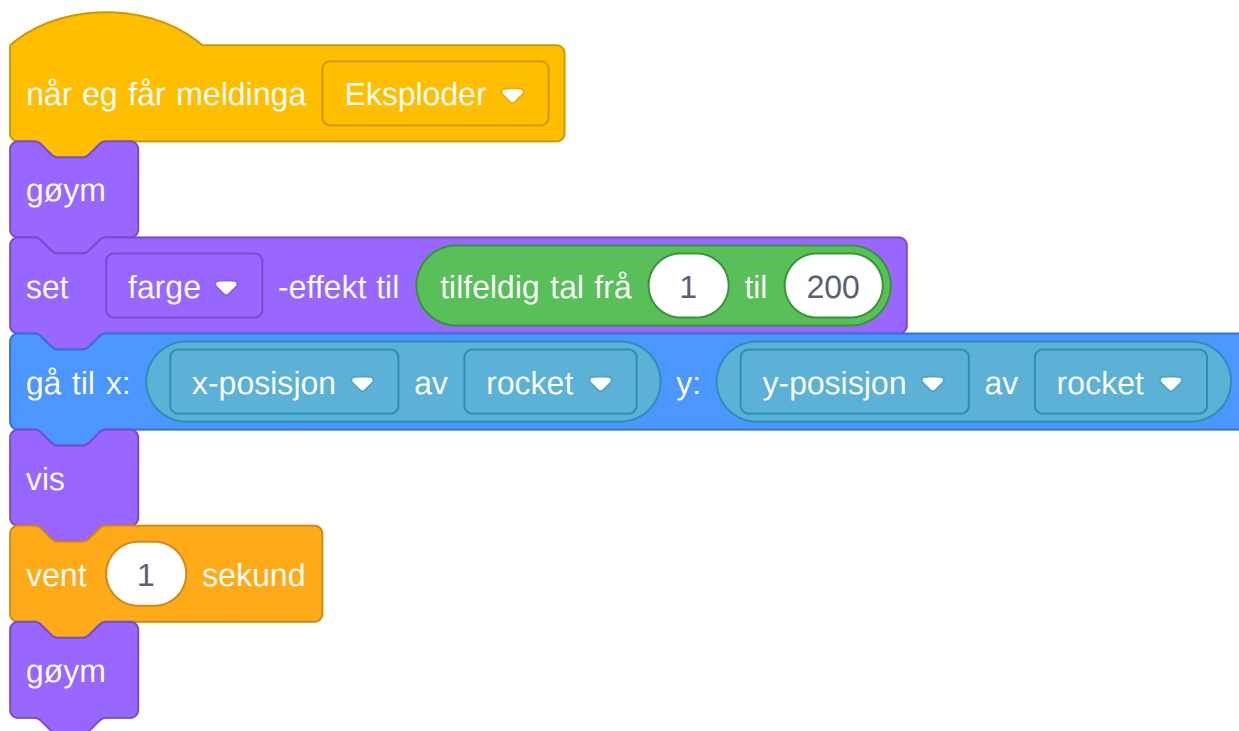 når eg får meldinga Eksploder
gøym
set farge -effekt til tilfeldig tal frå 1 til 200
gå til x: x-posisjon av rocket y: y-posisjon av rocket
vis
vent 1 sekund
gøym